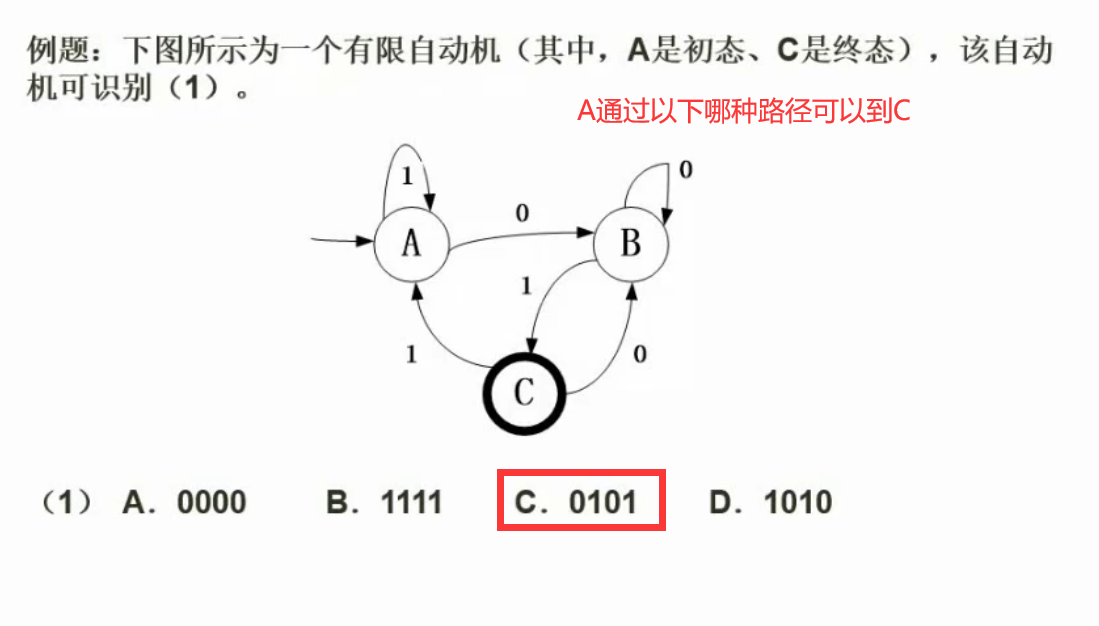 例题：下图所示为一个有限自动机（其中，A是初态、C是终态），该自动
机可识别（1）。
A通过以下哪种路径可以到C
1
0
0
A
B
1
1
0
C
（1） A．0000 B．1111 C．0101 D．1010